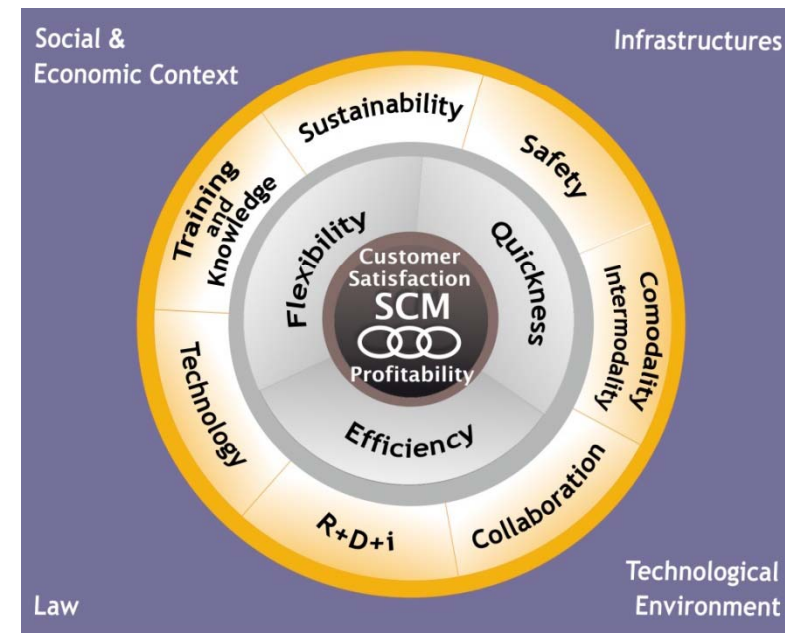 Social &
Economic Context
Infrastructures
Sustainability
Safety
Training
and
Knowledge
Flexibility
Quickness
Customer
Satisfaction
SCM
Profitability
Comodality
Intermodality
Technology
Efficiency
R+D+i
Collaboration
Law
Technological
Environment